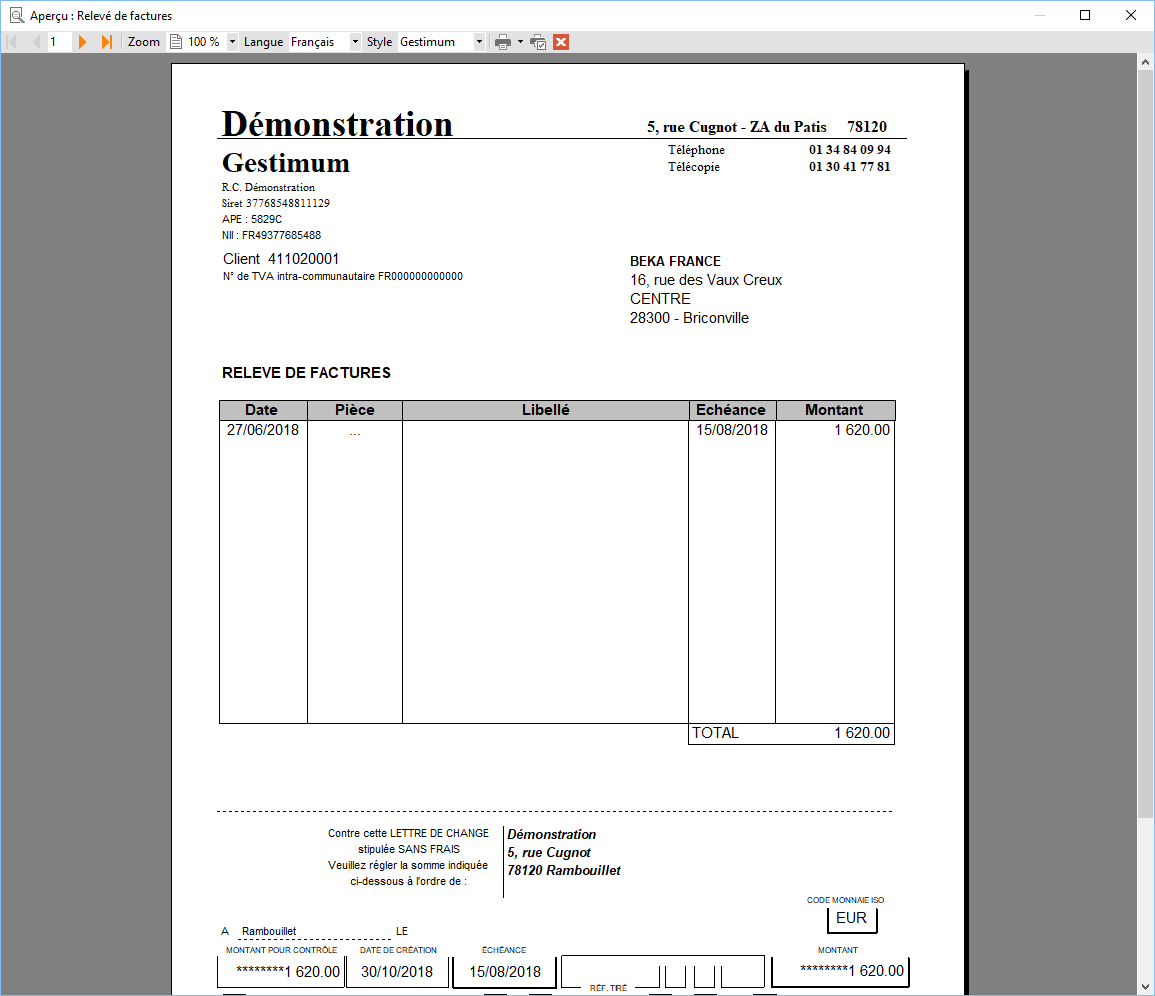 Aperçu : Relevé de factures
1 Zoom 100 % Langue Français Style Gestimum
Démonstration
5, rue Cugnot - ZA du Patis 78120
Gestimum
Téléphone 01 34 84 09 94
Télécopie 01 30 41 77 81
R.C. Démonstration
Siret 37768548811129
APE : 5829C
NII : FR49377685488
Client 411020001
N° de TVA intra-communautaire FR000000000000
BEKA FRANCE
16, rue des Vaux Creux
CENTRE
28300 - Briconville
RELEVE DE FACTURES
Date Pièce Libellé Echéance Montant
27/06/2018 ... 15/08/2018 1 620.00
TOTAL 1 620.00
Contre cette LETTRE DE CHANGE
stipulée SANS FRAIS
Veuillez régler la somme indiquée
ci-dessous à l'ordre de :
Démonstration
5, rue Cugnot
78120 Rambouillet
CODE MONNAIE ISO
EUR
A Rambouillet LE
MONTANT POUR CONTRÔLE DATE DE CRÉATION ÉCHÉANCE MONTANT
********1 620.00 30/10/2018 15/08/2018 ********1 620.00
RÉF. TIRÉ